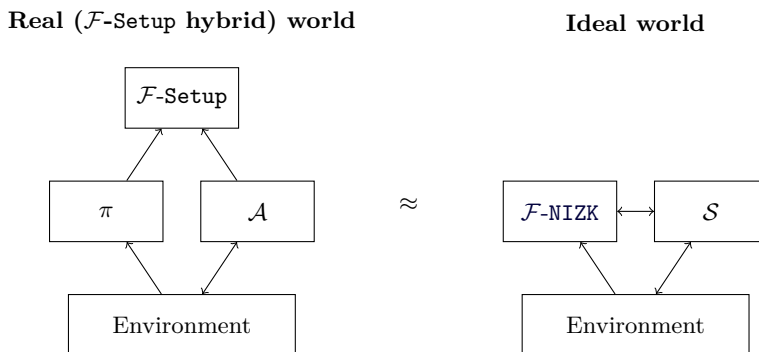 Real (ℱ-Setup hybrid) world
Ideal world
ℱ-Setup
π
𝒜
≈
ℱ-NIZK
𝒮
Environment
Environment